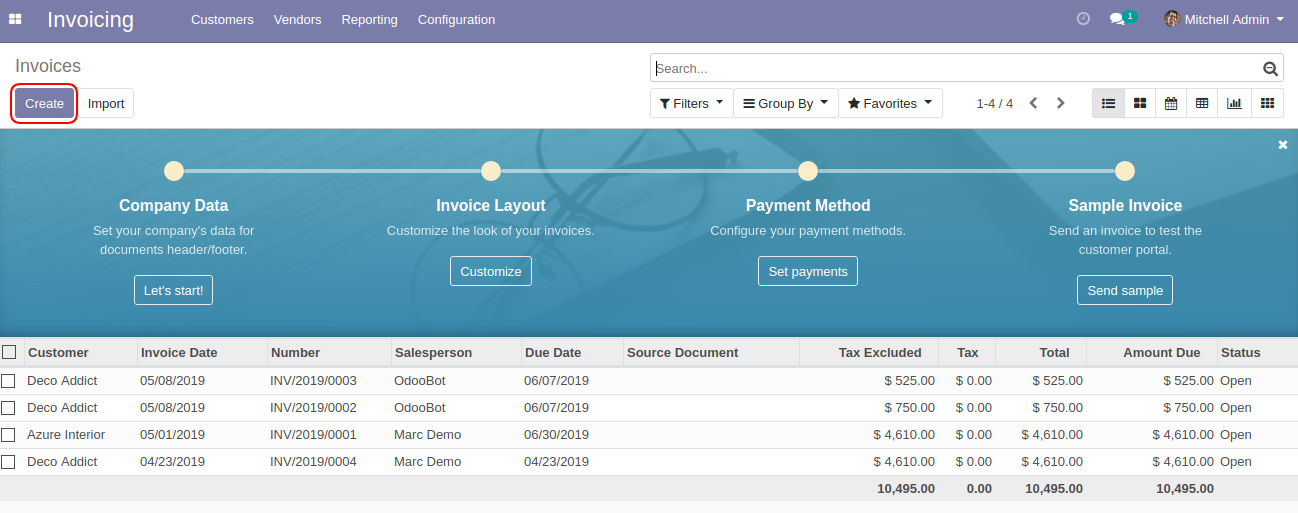 Invoicing Customers Vendors Reporting Configuration 1 Mitchell Admin
Invoices
Search...
Create Import Filters Group By Favorites 1-4 / 4
Company Data Invoice Layout Payment Method Sample Invoice
Set your company's data for Customize the look of your invoices. Configure your payment methods. Send an invoice to test the
documents header/footer. customer portal.
Let's start! Customize Set payments Send sample
Customer Invoice Date Number Salesperson Due Date Source Document Tax Excluded Tax Total Amount Due Status
Deco Addict 05/08/2019 INV/2019/0003 OdooBot 06/07/2019 $ 525.00 $ 0.00 $ 525.00 $ 525.00 Open
Deco Addict 05/08/2019 INV/2019/0002 OdooBot 06/07/2019 $ 750.00 $ 0.00 $ 750.00 $ 750.00 Open
Azure Interior 05/01/2019 INV/2019/0001 Marc Demo 06/30/2019 $ 4,610.00 $ 0.00 $ 4,610.00 $ 4,610.00 Open
Deco Addict 04/23/2019 INV/2019/0004 Marc Demo 04/23/2019 $ 4,610.00 $ 0.00 $ 4,610.00 $ 4,610.00 Open
10,495.00 0.00 10,495.00 10,495.00